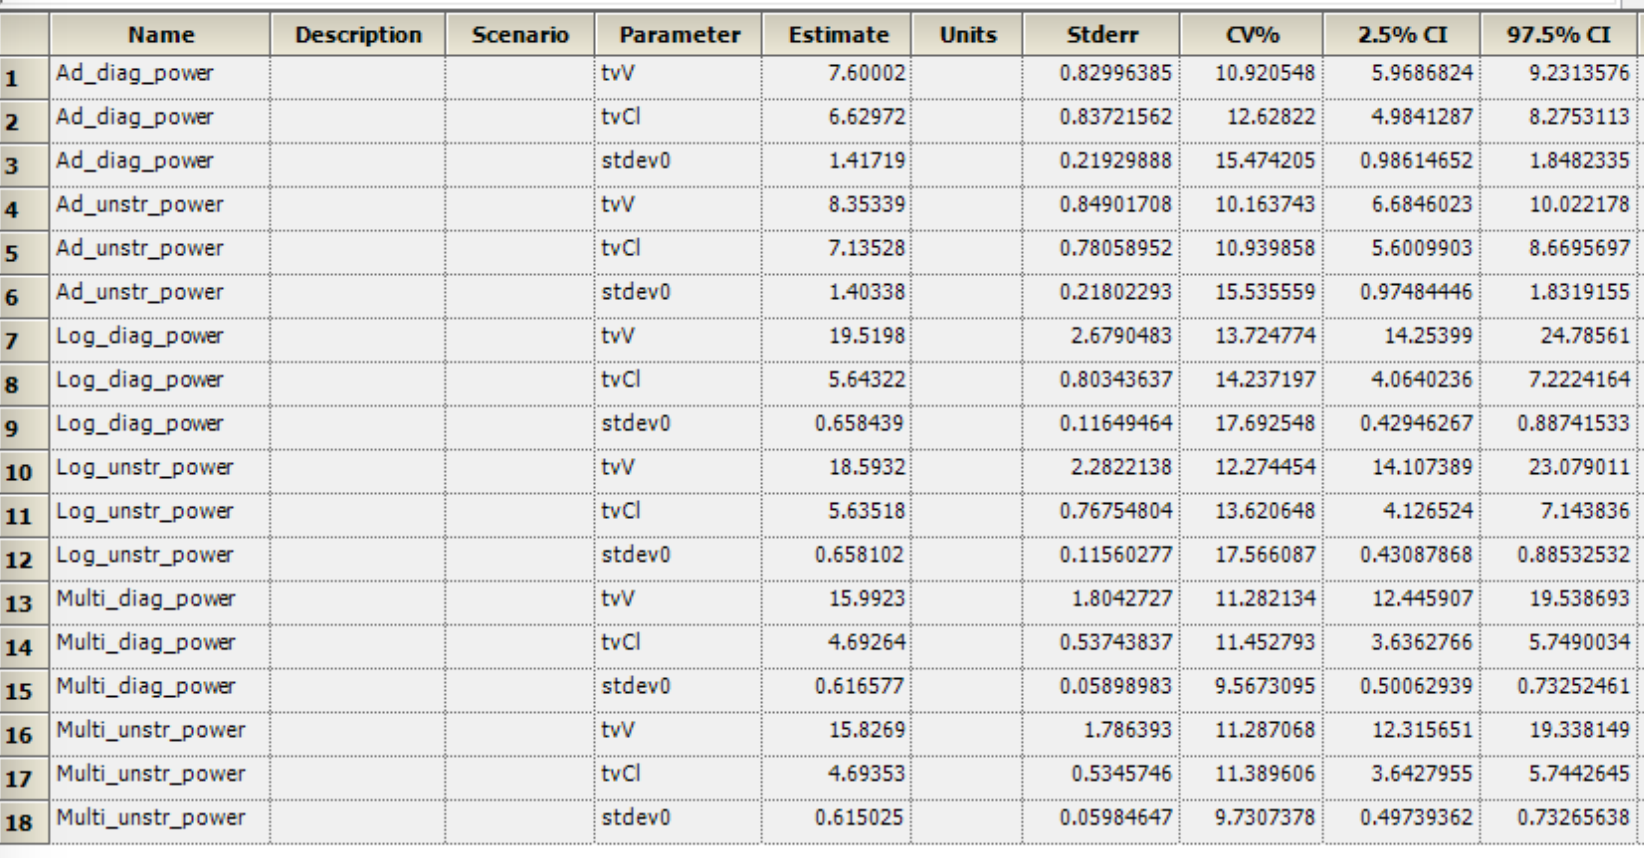 Name Description Scenario Parameter Estimate Units Stderr CV% 2.5% CI 97.5% CI
1 Ad_diag_power tvV 7.60002 0.82996385 10.920548 5.9686824 9.2313576
2 Ad_diag_power tvCl 6.62972 0.83721562 12.62822 4.9841287 8.2753113
3 Ad_diag_power stdev0 1.41719 0.21929888 15.474205 0.98614652 1.8482335
4 Ad_unstr_power tvV 8.35339 0.84901708 10.163743 6.6846023 10.022178
5 Ad_unstr_power tvCl 7.13528 0.78058952 10.939858 5.6009903 8.6695697
6 Ad_unstr_power stdev0 1.40338 0.21802293 15.535559 0.97484446 1.8319155
7 Log_diag_power tvV 19.5198 2.6790483 13.724774 14.25399 24.78561
8 Log_diag_power tvCl 5.64322 0.80343637 14.237197 4.0640236 7.2224164
9 Log_diag_power stdev0 0.658439 0.11649464 17.692548 0.42946267 0.88741533
10 Log_unstr_power tvV 18.5932 2.2822138 12.274454 14.107389 23.079011
11 Log_unstr_power tvCl 5.63518 0.76754804 13.620648 4.126524 7.143836
12 Log_unstr_power stdev0 0.658102 0.11560277 17.566087 0.43087868 0.88532532
13 Multi_diag_power tvV 15.9923 1.8042727 11.282134 12.445907 19.538693
14 Multi_diag_power tvCl 4.69264 0.53743837 11.452793 3.6362766 5.7490034
15 Multi_diag_power stdev0 0.616577 0.05898983 9.5673095 0.50062939 0.73252461
16 Multi_unstr_power tvV 15.8269 1.786393 11.287068 12.315651 19.338149
17 Multi_unstr_power tvCl 4.69353 0.5345746 11.389606 3.6427955 5.7442645
18 Multi_unstr_power stdev0 0.615025 0.05984647 9.7307378 0.49739362 0.73265638